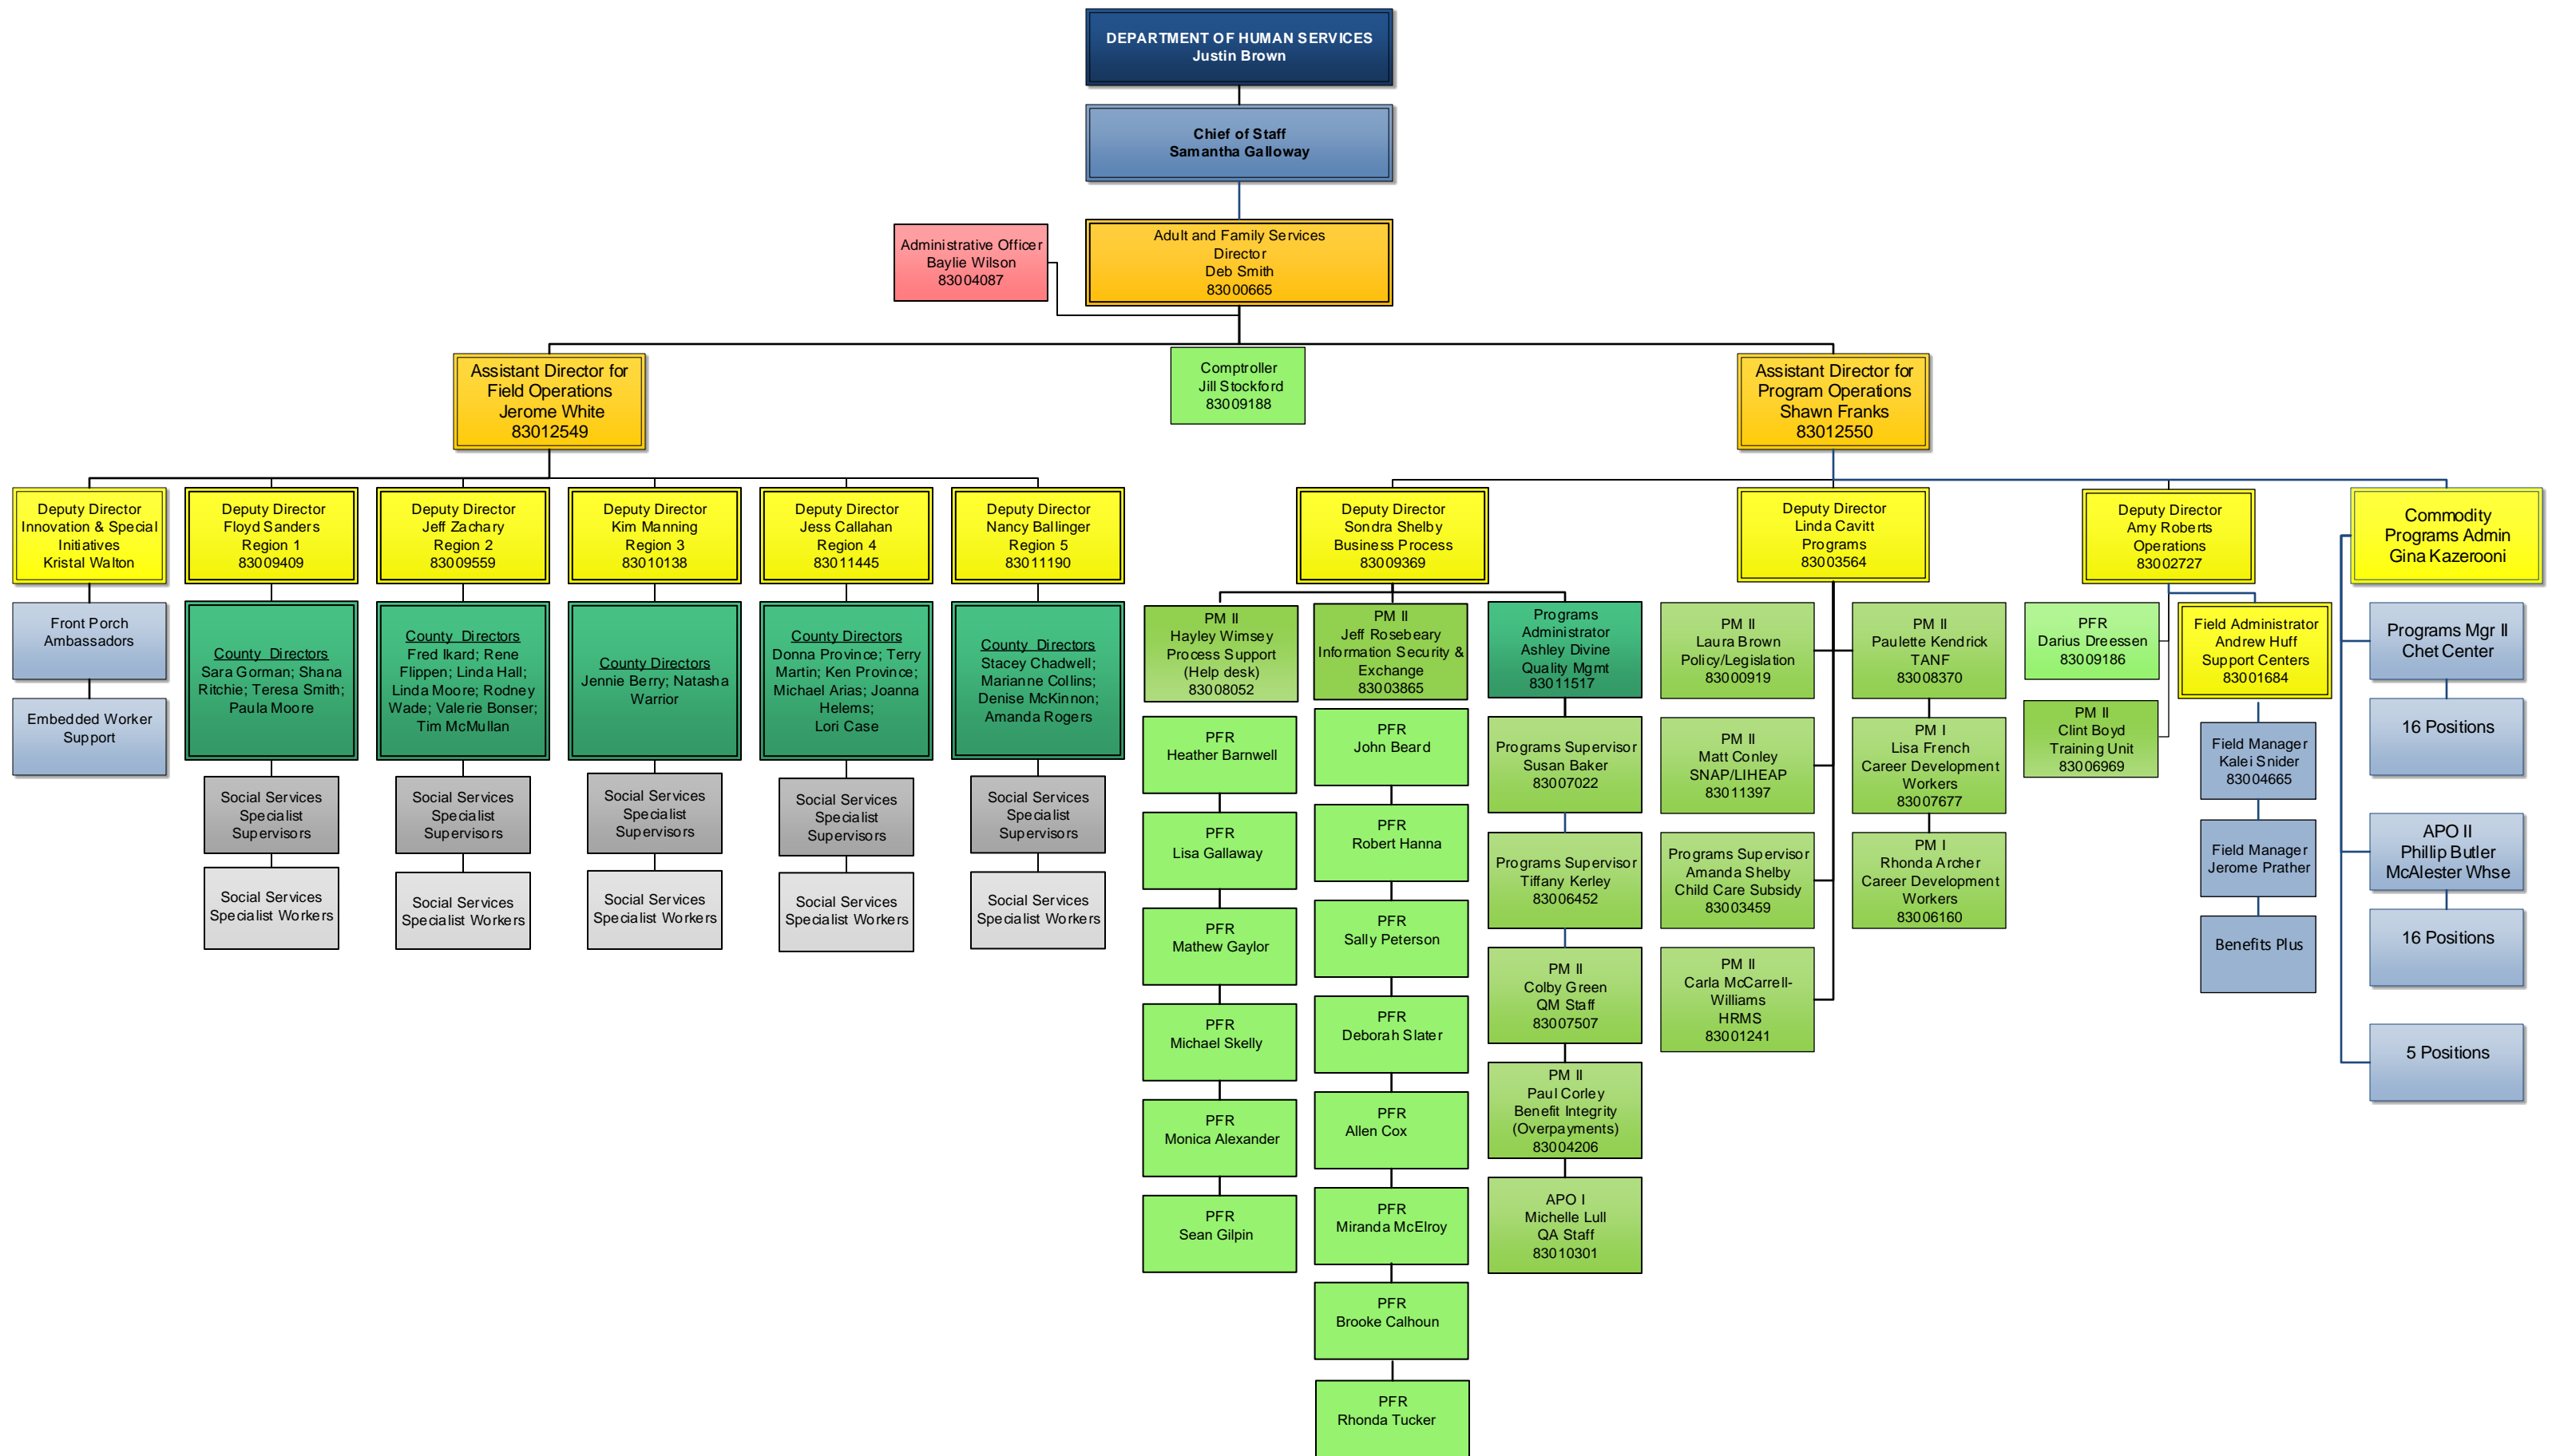 DEPARTMENT OF HUMAN SERVICES
Justin Brown
Chief of Staff
Samantha Galloway
Administrative Officer
Baylie Wilson
83004087
Adult and Family Services
Director
Deb Smith
83000665
Assistant Director for
Field Operations
Jerome White
83012549
Comptroller
Jill Stockford
83009188
Assistant Director for
Program Operations
Shawn Franks
83012550
Deputy Director
Innovation & Special
Initiatives
Kristal Walton
Front Porch
Ambassadors
Embedded Worker
Support
Deputy Director
Floyd Sanders
Region 1
83009409
County Directors
Sara Gorman; Shana
Ritchie; Teresa Smith;
Paula Moore
Social Services
Specialist
Supervisors
Social Services
Specialist Workers
Deputy Director
Jeff Zachary
Region 2
83009559
County Directors
Fred Ikard; Rene
Flippen; Linda Hall;
Linda Moore; Rodney
Wade; Valerie Bonser;
Tim McMullan
Social Services
Specialist
Supervisors
Social Services
Specialist Workers
Deputy Director
Kim Manning
Region 3
83010138
County Directors
Jennie Berry; Natasha
Warrior
Social Services
Specialist
Supervisors
Social Services
Specialist Workers
Deputy Director
Jess Callahan
Region 4
83011445
County Directors
Donna Province; Terry
Martin; Ken Province;
Michael Arias; Joanna
Helems;
Lori Case
Social Services
Specialist
Supervisors
Social Services
Specialist Workers
Deputy Director
Nancy Ballinger
Region 5
83011190
County Directors
Stacey Chadwell;
Marianne Collins;
Denise McKinnon;
Amanda Rogers
Social Services
Specialist
Supervisors
Social Services
Specialist Workers
Deputy Director
Sondra Shelby
Business Process
83009369
PM II
Hayley Wimsey
Process Support
(Help desk)
83008052
PFR
Heather Barnwell
PFR
Lisa Gallaway
PFR
Mathew Gaylor
PFR
Michael Skelly
PFR
Monica Alexander
PFR
Sean Gilpin
PM II
Jeff Rosebeary
Information Security &
Exchange
83003865
PFR
John Beard
PFR
Robert Hanna
PFR
Sally Peterson
PFR
Deborah Slater
PFR
Allen Cox
PFR
Miranda McElroy
PFR
Brooke Calhoun
PFR
Rhonda Tucker
Programs
Administrator
Ashley Divine
Quality Mgmt
83011517
Programs Supervisor
Susan Baker
83007022
Programs Supervisor
Tiffany Kerley
83006452
PM II
Colby Green
QM Staff
83007507
PM II
Paul Corley
Benefit Integrity
(Overpayments)
83004206
APO I
Michelle Lull
QA Staff
83010301
Deputy Director
Linda Cavitt
Programs
83003564
PM II
Laura Brown
Policy/Legislation
83000919
PM II
Matt Conley
SNAP/LIHEAP
83011397
Programs Supervisor
Amanda Shelby
Child Care Subsidy
83003459
PM II
Carla McCarrell-
Williams
HRMS
83001241
PM II
Paulette Kendrick
TANF
83008370
PM I
Lisa French
Career Development
Workers
83007677
PM I
Rhonda Archer
Career Development
Workers
83006160
Deputy Director
Amy Roberts
Operations
83002727
PFR
Darius Dreessen
83009186
PM II
Clint Boyd
Training Unit
83006969
Field Administrator
Andrew Huff
Support Centers
83001684
Field Manager
Kalei Snider
83004665
Field Manager
Jerome Prather
Benefits Plus
Commodity
Programs Admin
Gina Kazerooni
Programs Mgr II
Chet Center
16 Positions
APO II
Phillip Butler
McAlester Whse
16 Positions
5 Positions